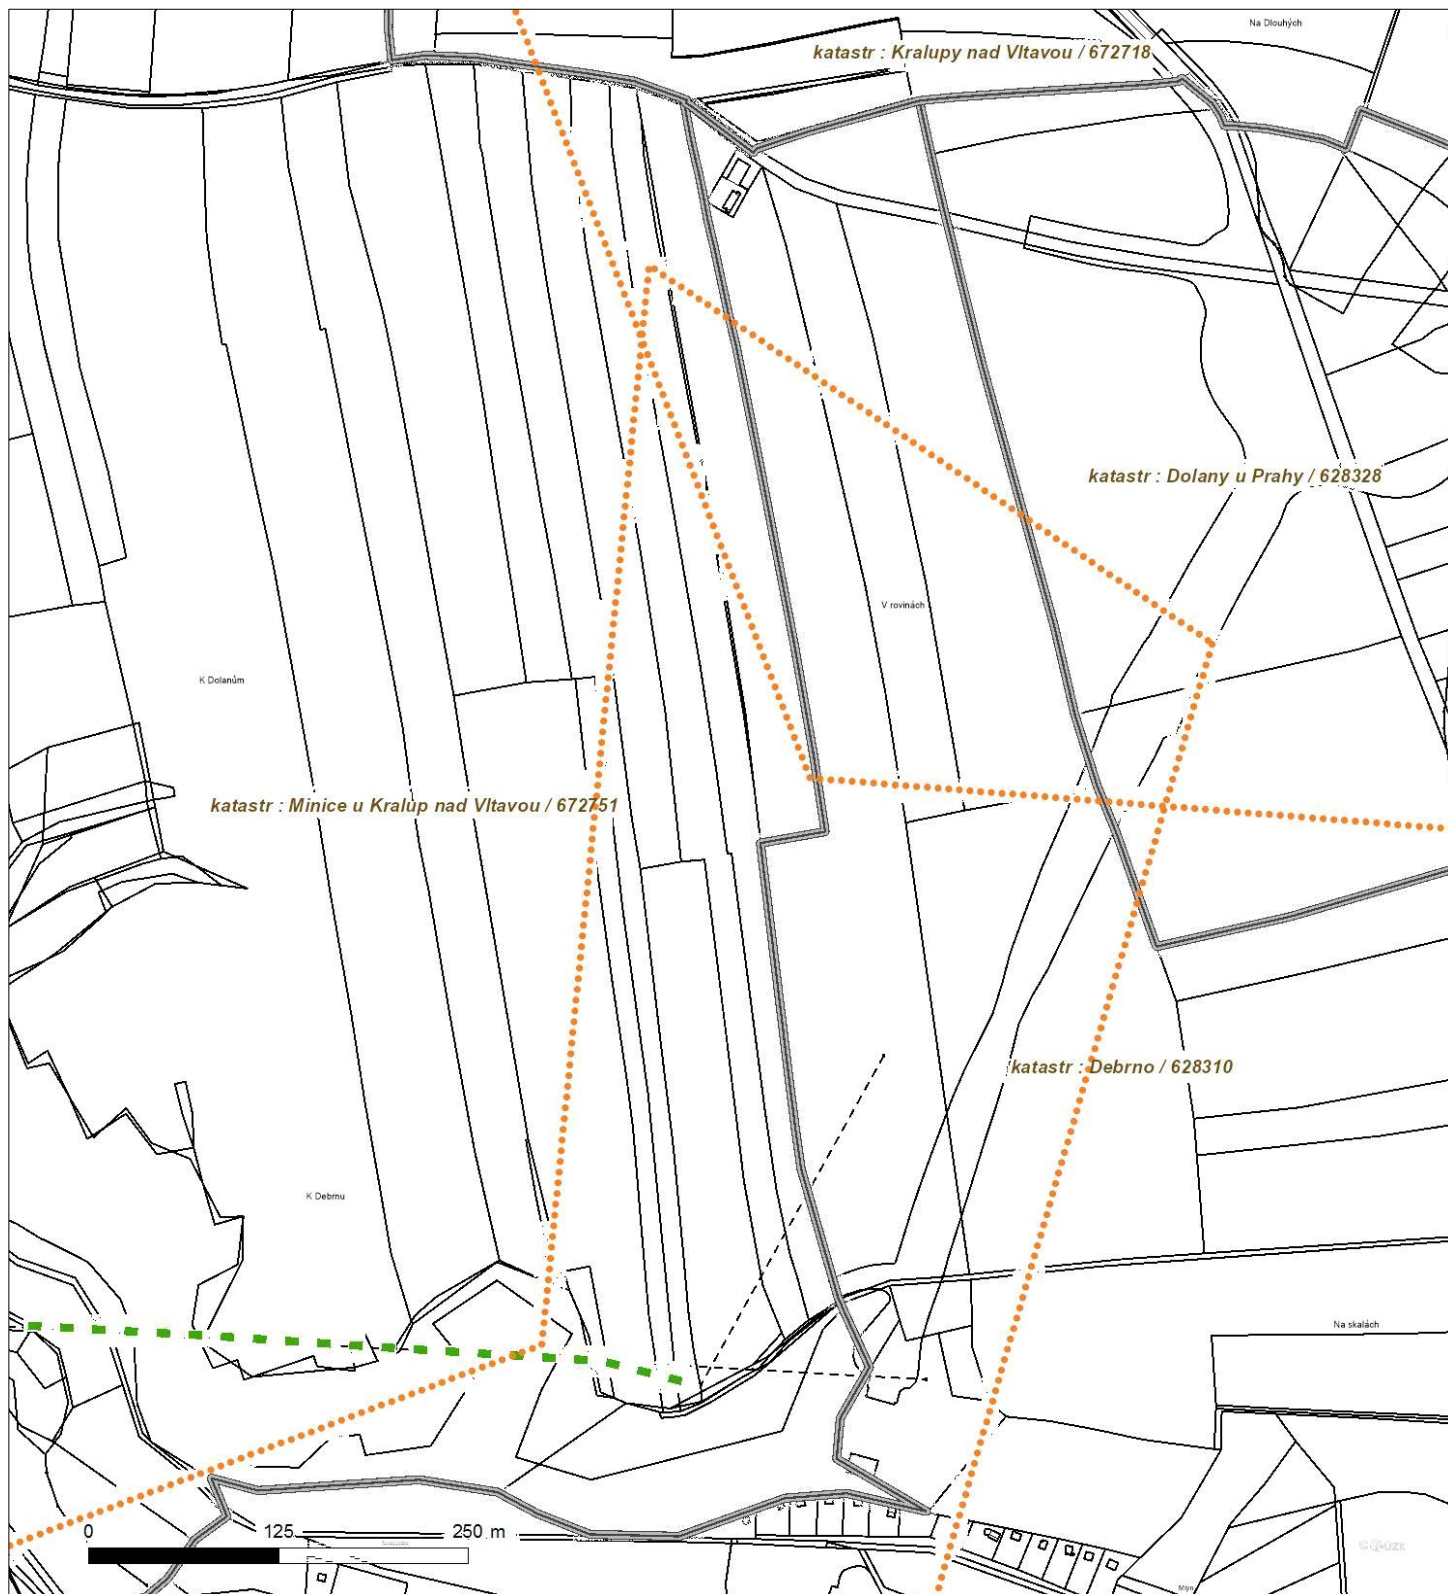 Na Dlouhých
katastr : Kralupy nad Vltavou / 672718
katastr : Dolany u Prahy / 628328
V rovinách
K Dolanům
katastr : Minice u Kralup nad Vltavou / 672751
katastr : Debrno / 628310
K Debrnu
Na skalách
0 125 250 m
Mlýn